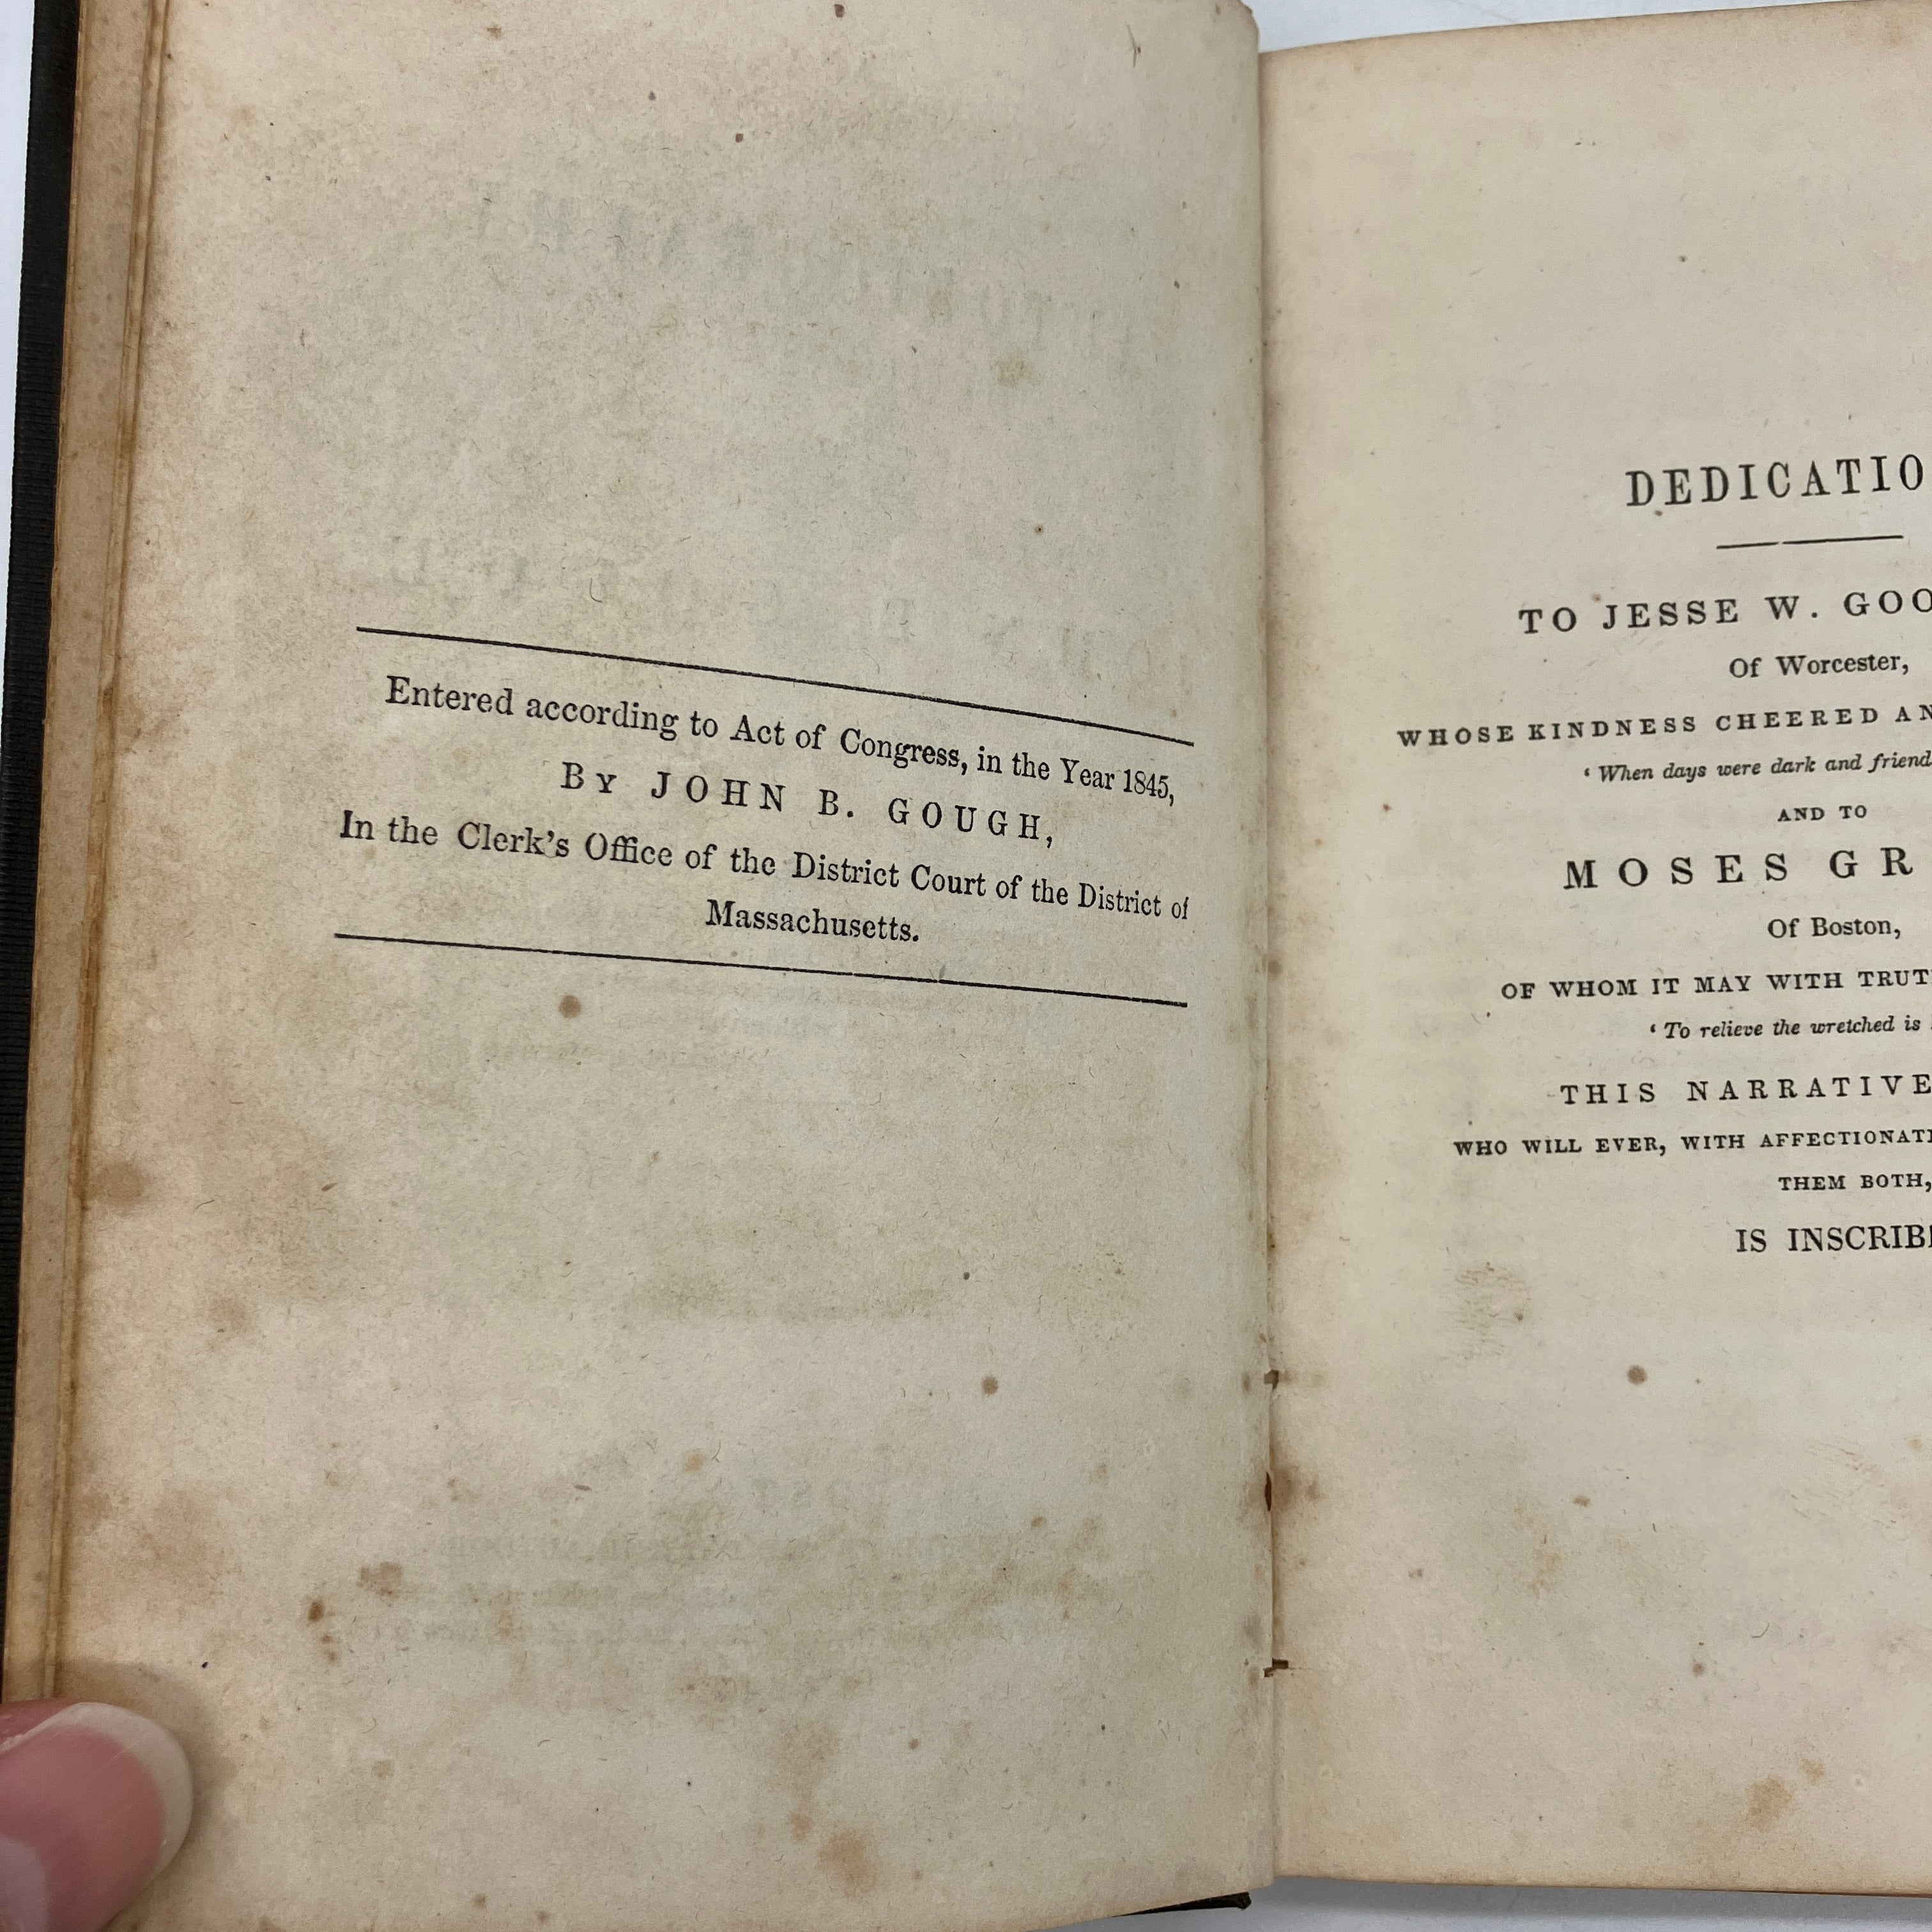 Entered according to Act of Congress, in the Year 1845,
By JOHN B. GOUGH,
In the Clerk's Office of the District Court of the District of
Massachusetts.
DEDICATIO
TO JESSE W. GOO
Of Worcester,
WHOSE KINDNESS CHEERED AN
‘When days were dark and friend
AND TO
MOSES GR
Of Boston,
OF WHOM IT MAY WITH TRUT
‘To relieve the wretched is
THIS NARRATIVE
WHO WILL EVER, WITH AFFECTIONAT
THEM BOTH,
IS INSCRIB